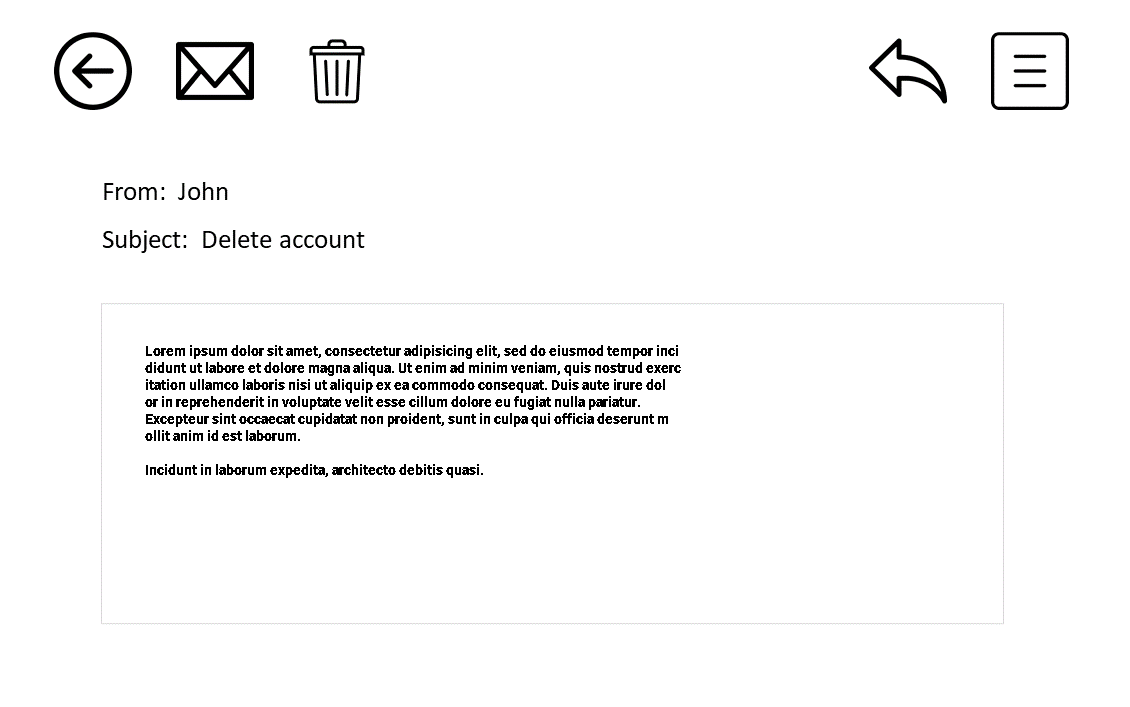 From: John
Subject: Delete account
Lorem ipsum dolor sit amet, consectetur adipisicing elit, sed do eiusmod tempor inci
didunt ut labore et dolore magna aliqua. Ut enim ad minim veniam, quis nostrud exerc
itation ullamco laboris nisi ut aliquip ex ea commodo consequat. Duis aute irure dol
or in reprehenderit in voluptate velit esse cillum dolore eu fugiat nulla pariatur.
Excepteur sint occaecat cupidatat non proident, sunt in culpa qui officia deserunt m
ollit anim id est laborum.
Incidunt in laborum expedita, architecto debitis quasi.